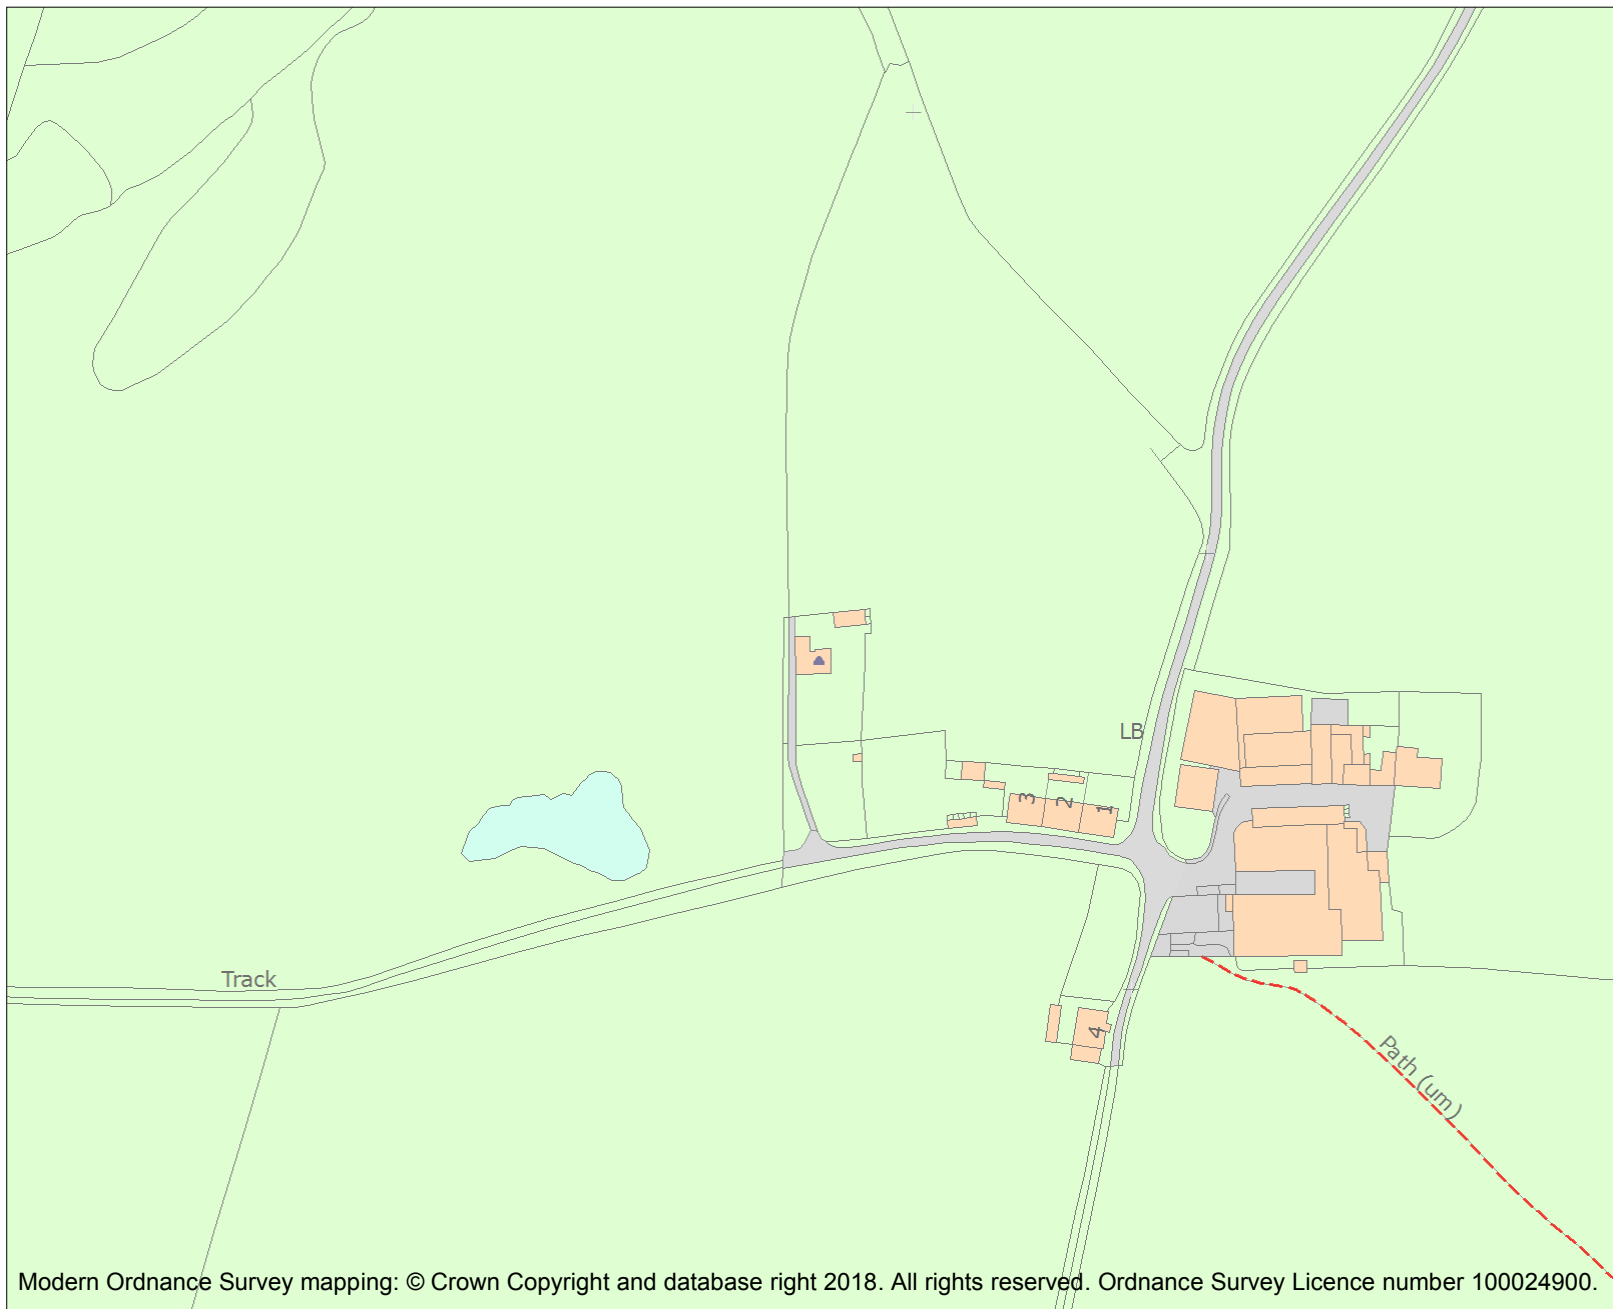 LB
3
2
1
Track
4
Path (um)
Modern Ordnance Survey mapping: © Crown Copyright and database right 2018. All rights reserved. Ordnance Survey Licence number 100024900.